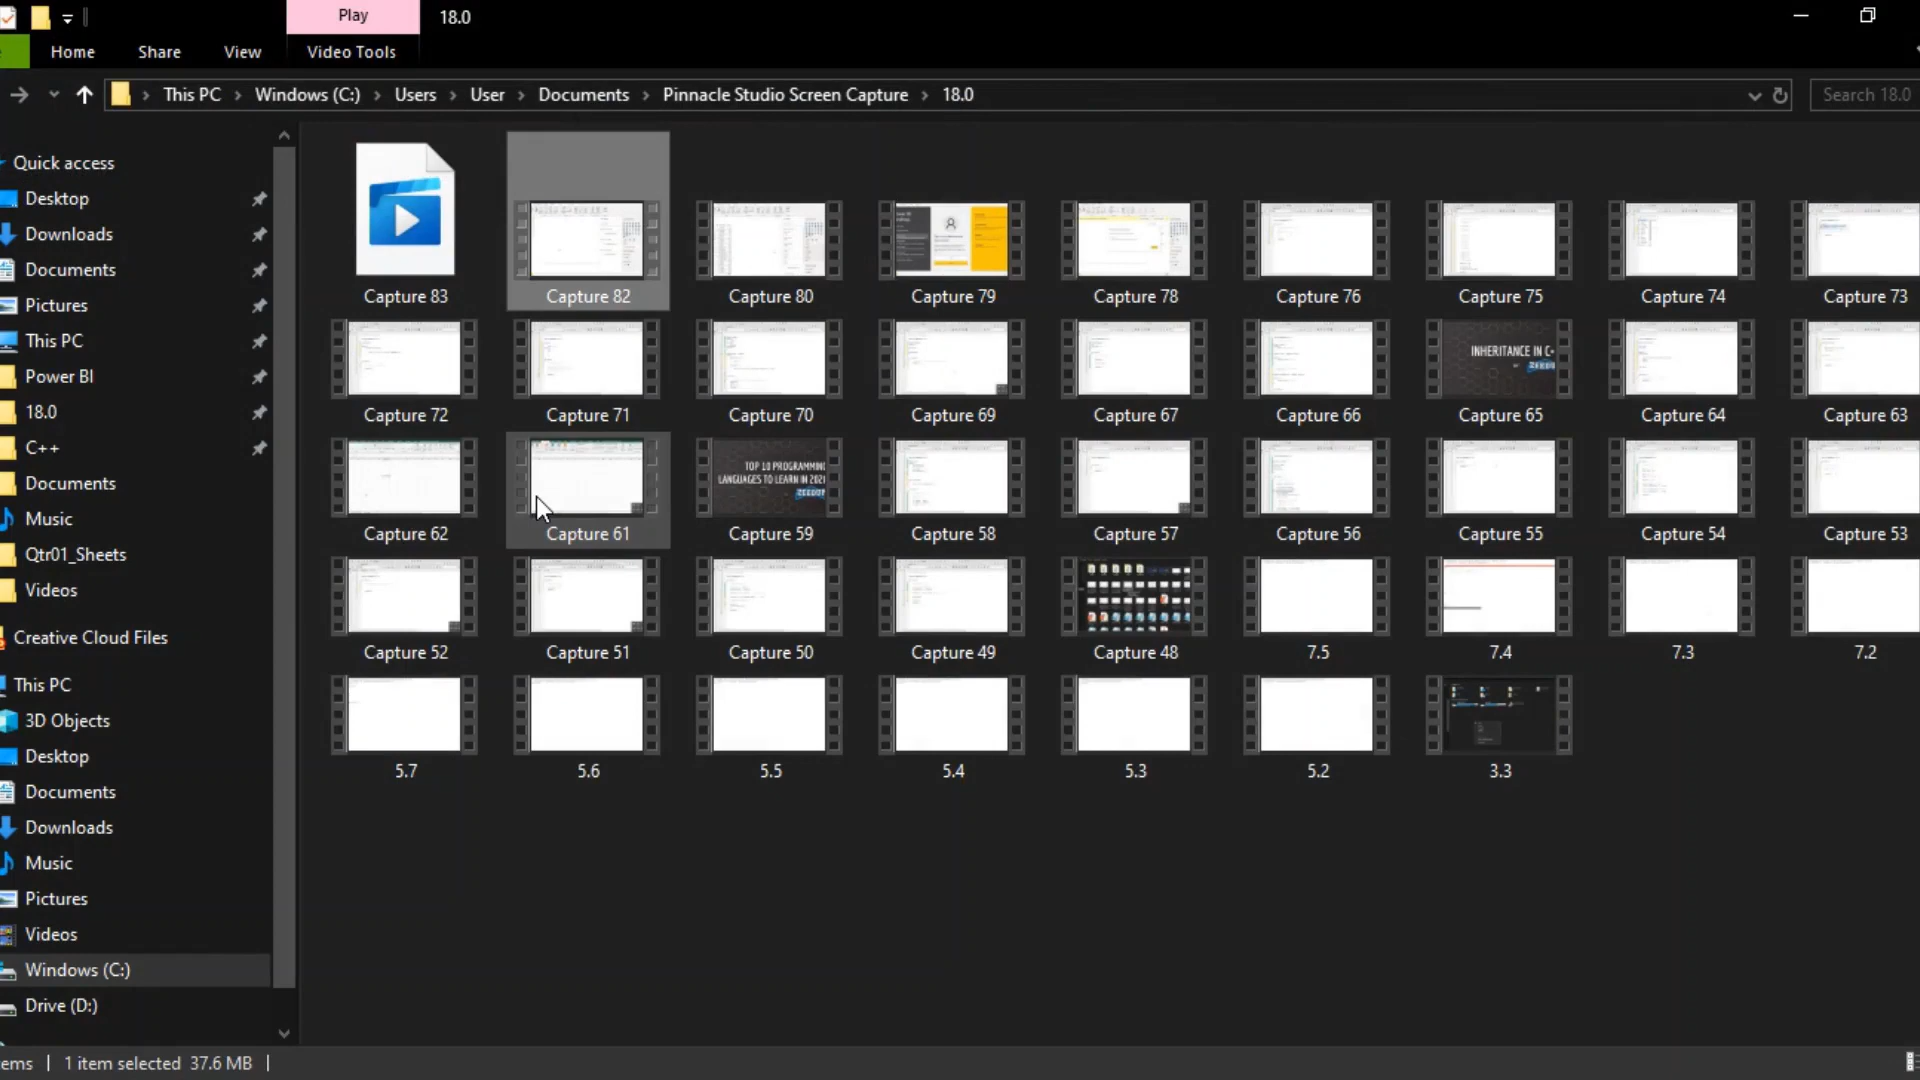 Play
18.0
Home
Share
View
Video Tools
This PC
Windows (C:)
Users
User
Documents
Pinnacle Studio Screen Capture
18.0
Search 18.0
Quick access
Desktop
Downloads
Documents
Pictures
This PC
Power BI
18.0
C++
Documents
Music
Qtr01_Sheets
Videos
Creative Cloud Files
This PC
3D Objects
Desktop
Documents
Downloads
Music
Pictures
Videos
Windows (C:)
Drive (D:)
Capture 83
Capture 82
Capture 80
Capture 79
Capture 78
Capture 76
Capture 75
Capture 74
Capture 73
INHERITANCE IN C+
Capture 72
Capture 71
Capture 70
Capture 69
Capture 67
Capture 66
Capture 65
Capture 64
Capture 63
TOP 10 PROGRAMMING
LANGUAGES TO LEARN IN 202
Capture 62
Capture 61
Capture 59
Capture 58
Capture 57
Capture 56
Capture 55
Capture 54
Capture 53
Capture 52
Capture 51
Capture 50
Capture 49
Capture 48
7.5
7.4
7.3
7.2
5.7
5.6
5.5
5.4
5.3
5.2
3.3
ems
1 item selected 37.6 MB